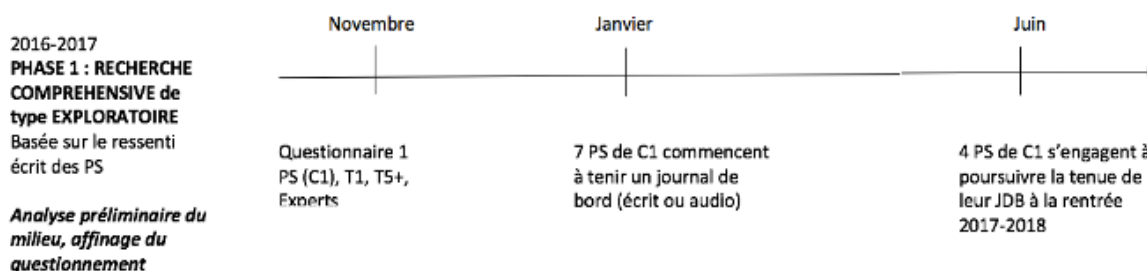 2016-2017
PHASE 1 : RECHERCHE
COMPREHENSIVE de
type EXPLORATOIRE
Basée sur le ressenti
écrit des PS
Analyse préliminaire du
milieu, affinage du
questionnement
Novembre
Questionnaire 1
PS (C1), T1, T5+,
Experts
Janvier
7 PS de C1 commencent
à tenir un journal de
bord (écrit ou audio)
Juin
4 PS de C1 s'engagent à
poursuivre la tenue de
leur JDB à la rentrée
2017-2018